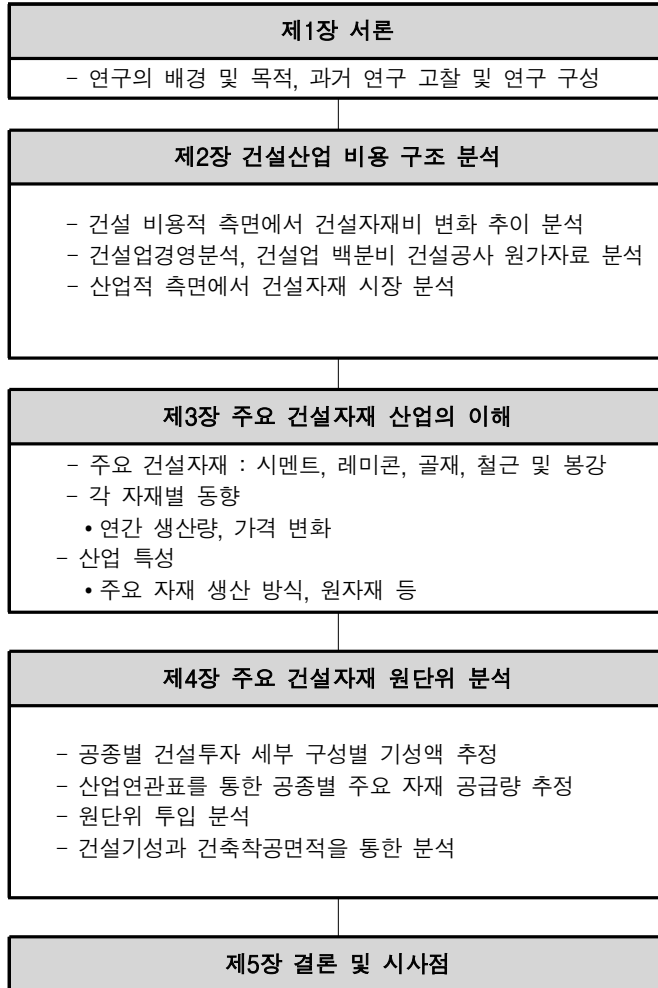 제1장 서론
- 연구의 배경 및 목적, 과거 연구 고찰 및 연구 구성
제2장 건설산업 비용 구조 분석
- 건설 비용적 측면에서 건설자재비 변화 추이 분석
- 건설업경영분석, 건설업 백분비 건설공사 원가자료 분석
- 산업적 측면에서 건설자재 시장 분석
제3장 주요 건설자재 산업의 이해
- 주요 건설자재 : 시멘트, 레미콘, 골재, 철근 및 봉강
- 각 자재별 동향
• 연간 생산량, 가격 변화
- 산업 특성
• 주요 자재 생산 방식, 원자재 등
제4장 주요 건설자재 원단위 분석
- 공종별 건설투자 세부 구성별 기성액 추정
- 산업연관표를 통한 공종별 주요 자재 공급량 추정
- 원단위 투입 분석
- 건설기성과 건축착공면적을 통한 분석
제5장 결론 및 시사점